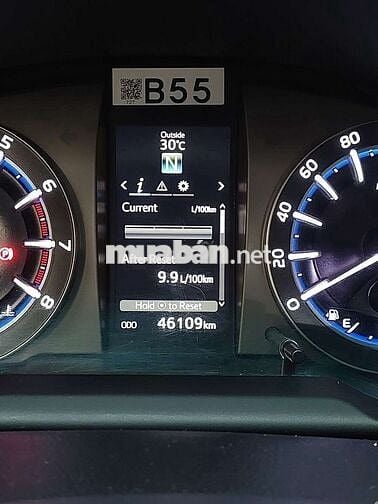 B55
Outside
30°C
N
Current L/100km
muaban.net
After Reset
9.9 L/100km
Hold to Reset
ODO 46109 km
5
6
7
8
0
20
40
60
80
E